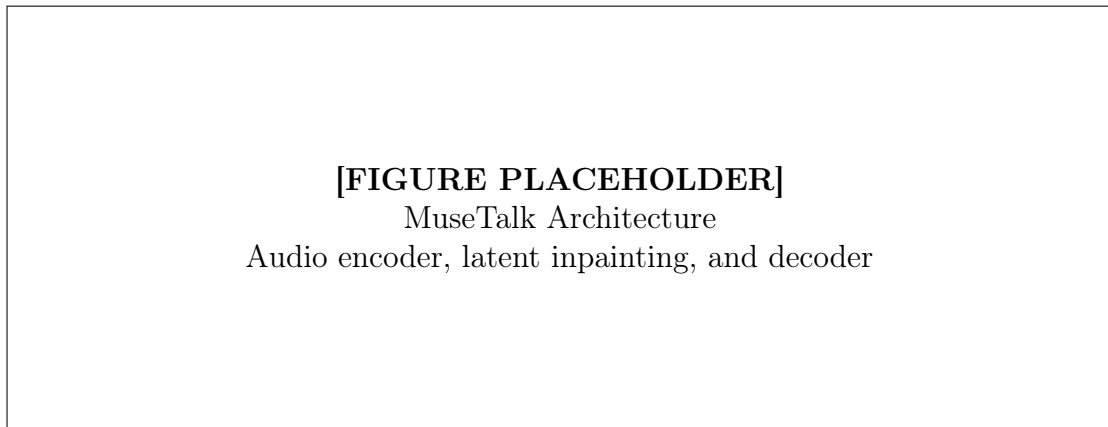 [FIGURE PLACEHOLDER]
MuseTalk Architecture
Audio encoder, latent inpainting, and decoder